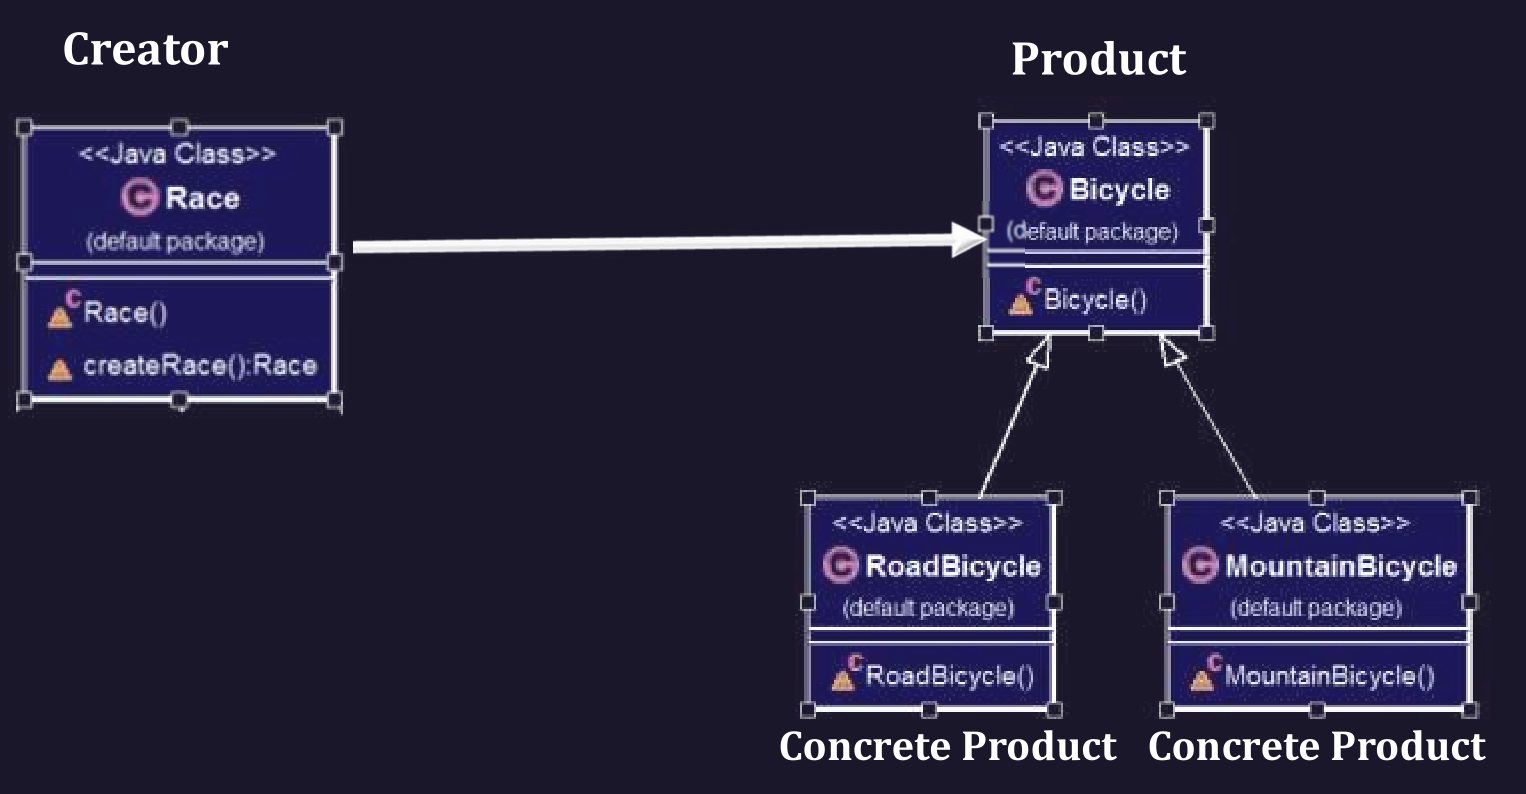 Creator
<<Java Class>>
C Race
(default package)
C Race()
createRace():Race
Product
<<Java Class>>
C Bicycle
(default package)
C Bicycle()
<<Java Class>>
C RoadBicycle
(default package)
C RoadBicycle()
Concrete Product
<<Java Class>>
C MountainBicycle
(default package)
C MountainBicycle()
Concrete Product